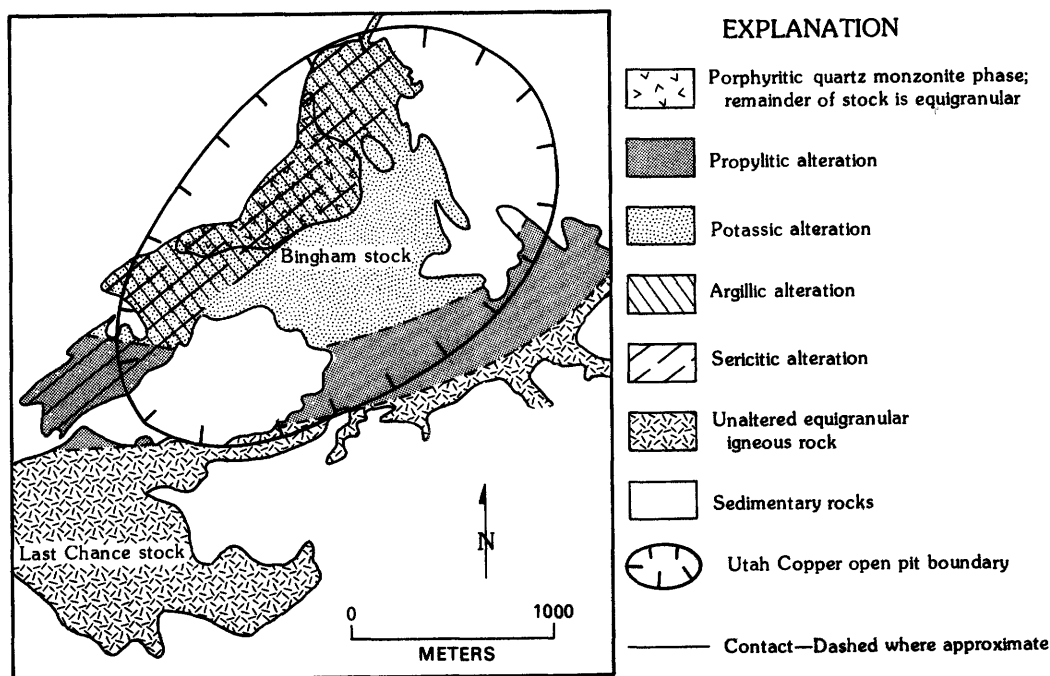 EXPLANATION
Porphyritic quartz monzonite phase;
remainder of stock is equigranular
Propylitic alteration
Potassic alteration
Argillic alteration
Sericitic alteration
Unaltered equigranular
igneous rock
Sedimentary rocks
Utah Copper open pit boundary
Contact—Dashed where approximate
Bingham stock
Last Chance stock
N
0 1000
METERS